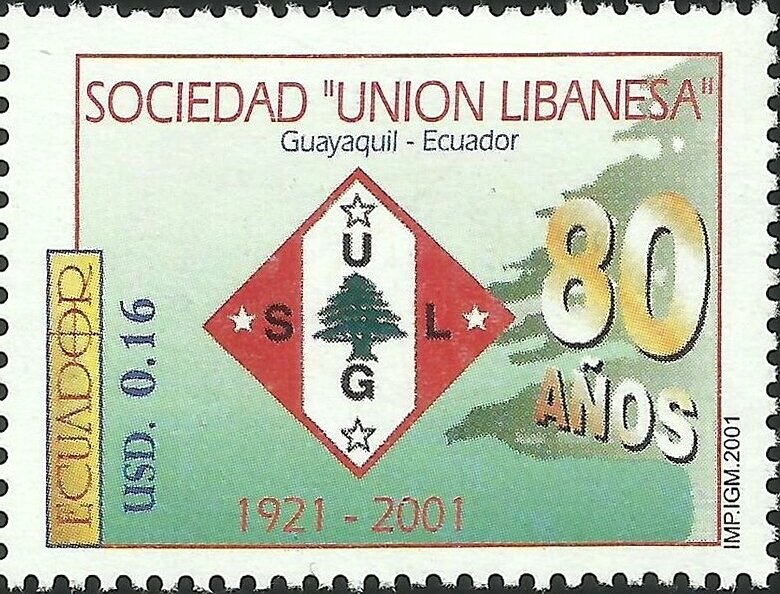 SOCIEDAD "UNION LIBANESA"
Guayaquil - Ecuador
80
AÑOS
U
S L
G
ECUADOR
USD. 0.16
1921 - 2001
IMP.IGM.2001